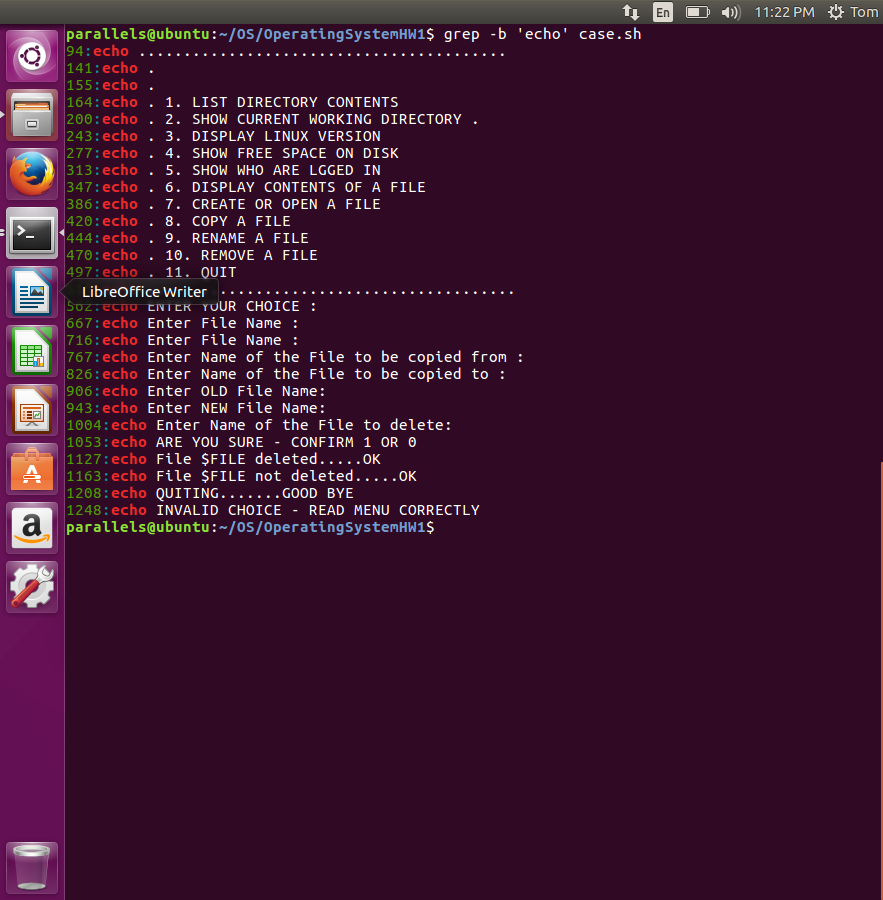 En 11:22 PM Tom
parallels@ubuntu:~/OS/OperatingSystemHW1$ grep -b 'echo' case.sh
94:echo .........................................
141:echo .
155:echo .
164:echo . 1. LIST DIRECTORY CONTENTS
200:echo . 2. SHOW CURRENT WORKING DIRECTORY .
243:echo . 3. DISPLAY LINUX VERSION
277:echo . 4. SHOW FREE SPACE ON DISK
313:echo . 5. SHOW WHO ARE LGGED IN
347:echo . 6. DISPLAY CONTENTS OF A FILE
386:echo . 7. CREATE OR OPEN A FILE
420:echo . 8. COPY A FILE
444:echo . 9. RENAME A FILE
470:echo . 10. REMOVE A FILE
497:echo . 11. QUIT
LibreOffice Writer ................................
echo ENTER YOUR CHOICE :
667:echo Enter File Name :
716:echo Enter File Name :
767:echo Enter Name of the File to be copied from :
826:echo Enter Name of the File to be copied to :
906:echo Enter OLD File Name:
943:echo Enter NEW File Name:
1004:echo Enter Name of the File to delete:
1053:echo ARE YOU SURE - CONFIRM 1 OR 0
1127:echo File $FILE deleted.....OK
1163:echo File $FILE not deleted.....OK
1208:echo QUITING.......GOOD BYE
1248:echo INVALID CHOICE - READ MENU CORRECTLY
parallels@ubuntu:~/OS/OperatingSystemHW1$